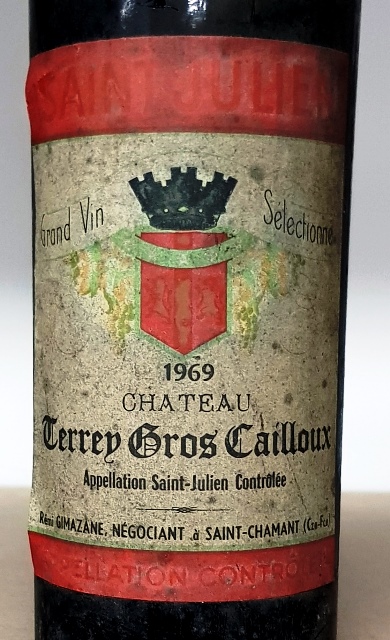 SAINT JULIEN
Grand Vin Sélectionné
1969
CHATEAU
Terrey Gros Cailloux
Appellation Saint-Julien Contrôlée
Rémi GIMAZANE, NÉGOCIANT à SAINT-CHAMANT (Cze-Fza)
APPELLATION CONTROLÉE